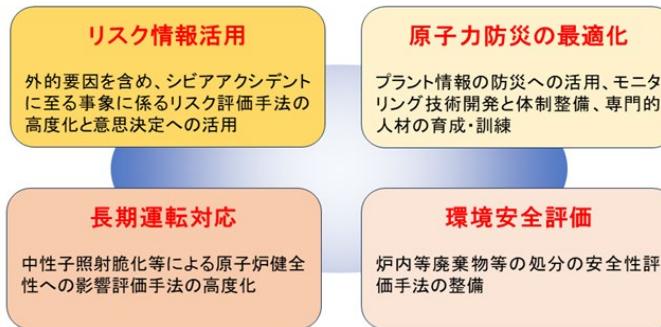 リスク情報活用
外的要因を含め、シビアアクシデント
に至る事象に係るリスク評価手法の
高度化と意思決定への活用
原子力防災の最適化
プラント情報の防災への活用、モニタ
リング技術開発と体制整備、専門的
人材の育成・訓練
長期運転対応
中性子照射脆化等による原子炉健全
性への影響評価手法の高度化
環境安全評価
炉内等廃棄物等の処分の安全性評
価手法の整備